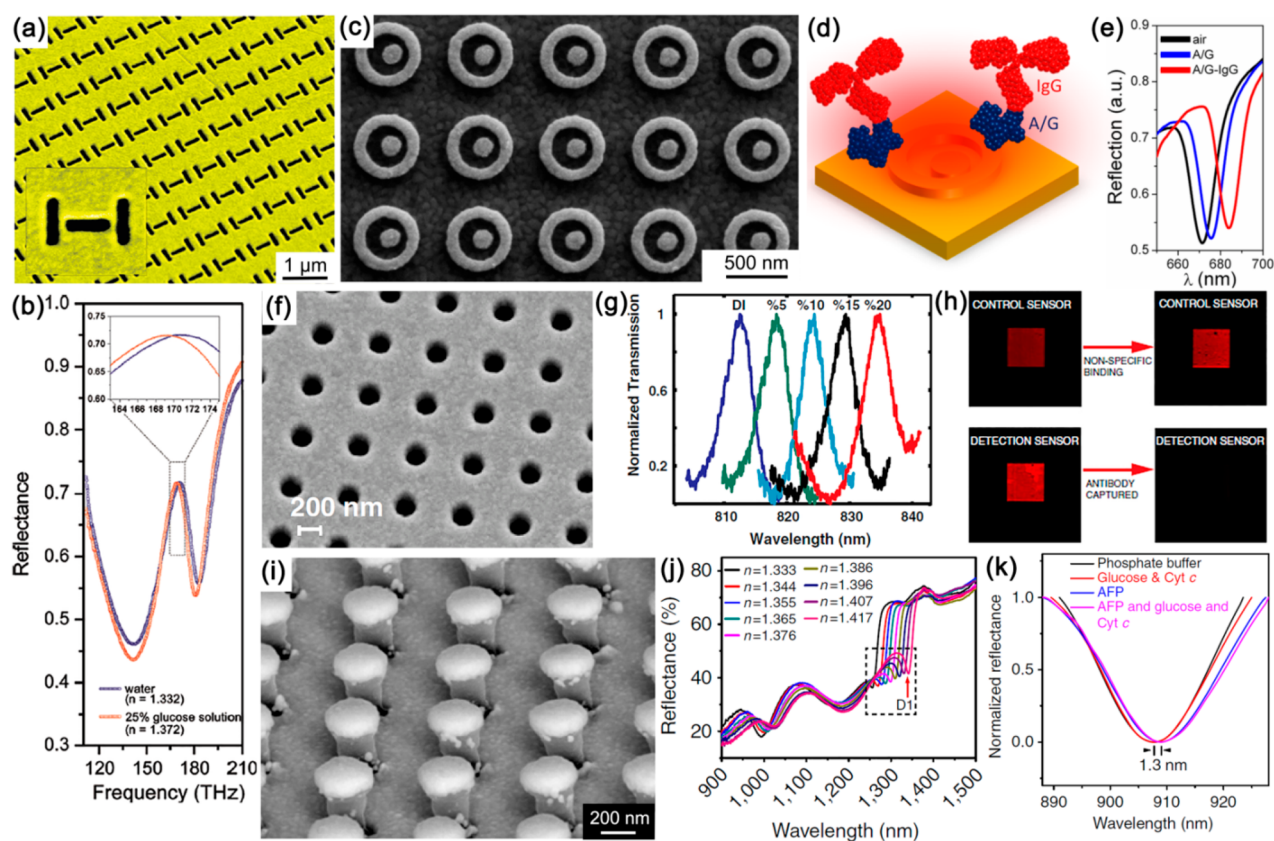 (a)
1 µm
(c)
500 nm
(d)
IgG
A/G
(e)
air
A/G
A/G-IgG
Reflection (a.u.)
0.9
0.8
0.7
0.6
0.5
660 680 700
λ (nm)
(b)
Reflectance
1.0
0.9
0.8
0.7
0.6
0.5
0.4
0.3
0.75
0.70
0.65
0.60
164 166 168 170 172 174
water
(n = 1.332)
25% glucose solution
(n = 1.372)
120 150 180 210
Frequency (THz)
(f)
200 nm
(g)
Normalized Transmission
1
0.8
0.6
0.4
0.2
DI %5 %10 %15 %20
810 820 830 840
Wavelength (nm)
(h)
CONTROL SENSOR
NON-SPECIFIC
BINDING
CONTROL SENSOR
DETECTION SENSOR
ANTIBODY
CAPTURED
DETECTION SENSOR
(i)
200 nm
(j)
Reflectance (%)
80
60
40
20
n=1.333
n=1.344
n=1.355
n=1.365
n=1.376
n=1.386
n=1.396
n=1.407
n=1.417
D1
900 1,000 1,100 1,200 1,300 1,400 1,500
Wavelength (nm)
(k)
Normalized reflectance
1.0
0.5
0.0
Phosphate buffer
Glucose & Cyt c
AFP
AFP and glucose and
Cyt c
1.3 nm
890 900 910 920
Wavelength (nm)